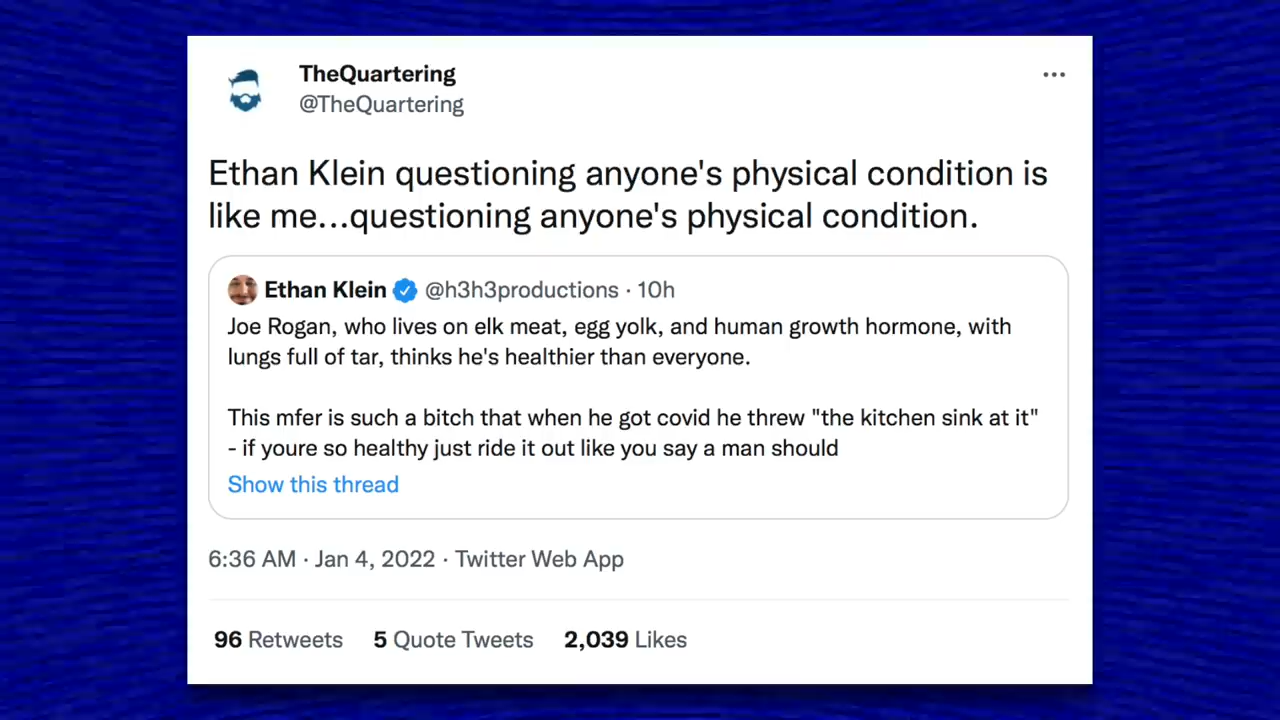 TheQuartering
@TheQuartering
Ethan Klein questioning anyone's physical condition is
like me...questioning anyone's physical condition.
Ethan Klein @h3h3productions · 10h
Joe Rogan, who lives on elk meat, egg yolk, and human growth hormone, with
lungs full of tar, thinks he's healthier than everyone.
This mfer is such a bitch that when he got covid he threw "the kitchen sink at it"
- if youre so healthy just ride it out like you say a man should
Show this thread
6:36 AM · Jan 4, 2022 · Twitter Web App
96 Retweets 5 Quote Tweets 2,039 Likes